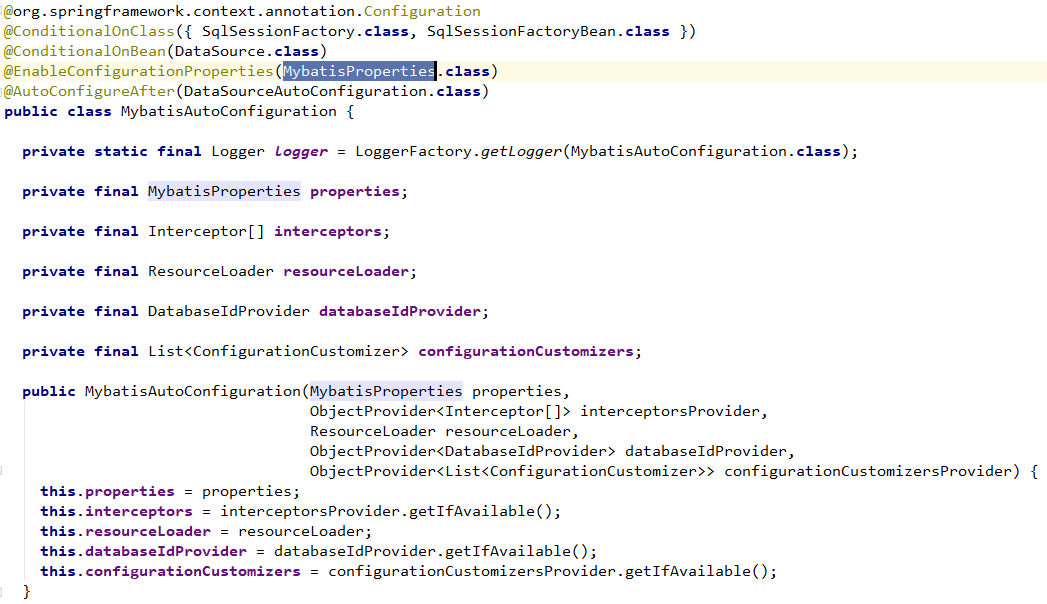 @org.springframework.context.annotation.Configuration
@ConditionalOnClass({ SqlSessionFactory.class, SqlSessionFactoryBean.class })
@ConditionalOnBean(DataSource.class)
@EnableConfigurationProperties(MybatisProperties.class)
@AutoConfigureAfter(DataSourceAutoConfiguration.class)
public class MybatisAutoConfiguration {
private static final Logger logger = LoggerFactory.getLogger(MybatisAutoConfiguration.class);
private final MybatisProperties properties;
private final Interceptor[] interceptors;
private final ResourceLoader resourceLoader;
private final DatabaseIdProvider databaseIdProvider;
private final List<ConfigurationCustomizer> configurationCustomizers;
public MybatisAutoConfiguration(MybatisProperties properties,
ObjectProvider<Interceptor[]> interceptorsProvider,
ResourceLoader resourceLoader,
ObjectProvider<DatabaseIdProvider> databaseIdProvider,
ObjectProvider<List<ConfigurationCustomizer>> configurationCustomizersProvider) {
this.properties = properties;
this.interceptors = interceptorsProvider.getIfAvailable();
this.resourceLoader = resourceLoader;
this.databaseIdProvider = databaseIdProvider.getIfAvailable();
this.configurationCustomizers = configurationCustomizersProvider.getIfAvailable();
}